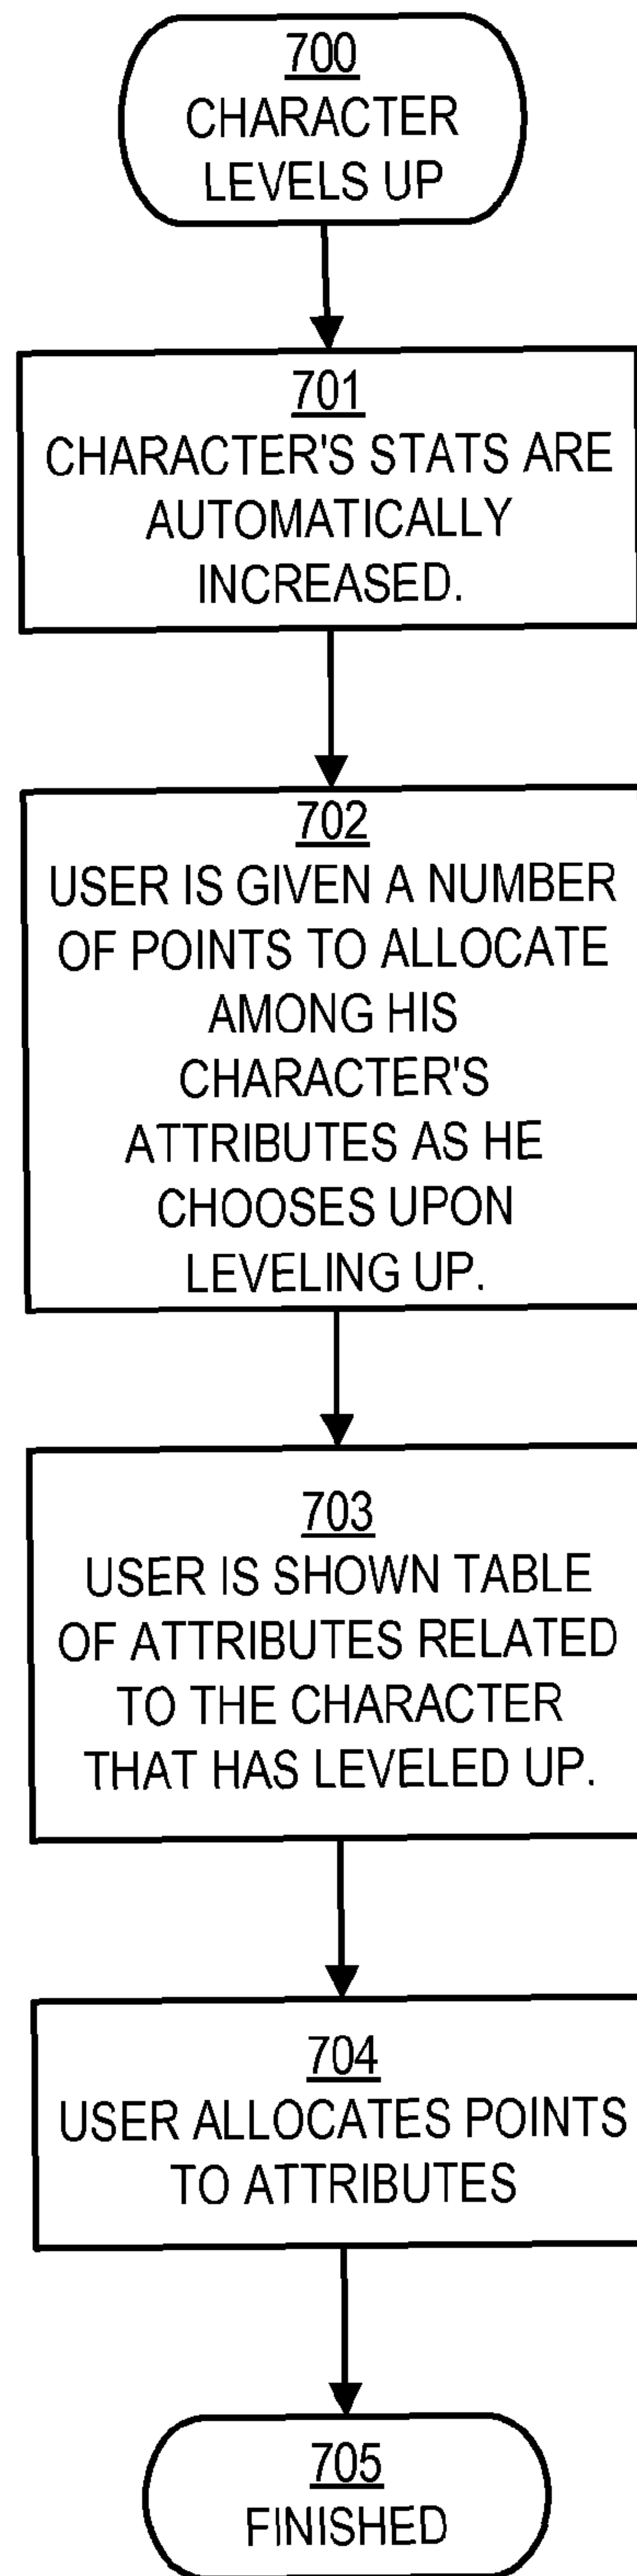 700
CHARACTER
LEVELS UP
701
CHARACTER'S STATS ARE
AUTOMATICALLY
INCREASED.
702
USER IS GIVEN A NUMBER
OF POINTS TO ALLOCATE
AMONG HIS
CHARACTER'S
ATTRIBUTES AS HE
CHOOSES UPON
LEVELING UP.
703
USER IS SHOWN TABLE
OF ATTRIBUTES RELATED
TO THE CHARACTER
THAT HAS LEVELED UP.
704
USER ALLOCATES POINTS
TO ATTRIBUTES
705
FINISHED